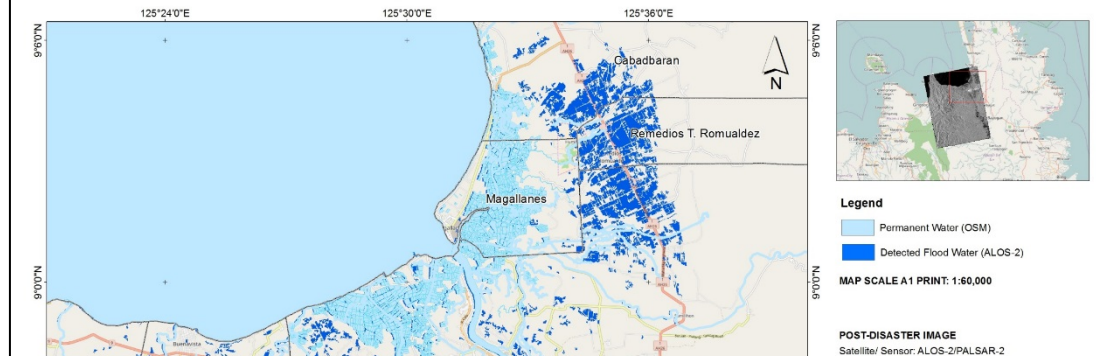 125°24'0"E
125°30'0"E
125°36'0"E
9°6'0"N
9°6'0"N
Cabadbaran
N
Remedios T. Romualdez
Magallanes
9°0'0"N
9°0'0"N
Buenavista
Legend
Permanent Water (OSM)
Detected Flood Water (ALOS-2)
MAP SCALE A1 PRINT: 1:60,000
POST-DISASTER IMAGE
Satellite/ Sensor: ALOS-2/PALSAR-2